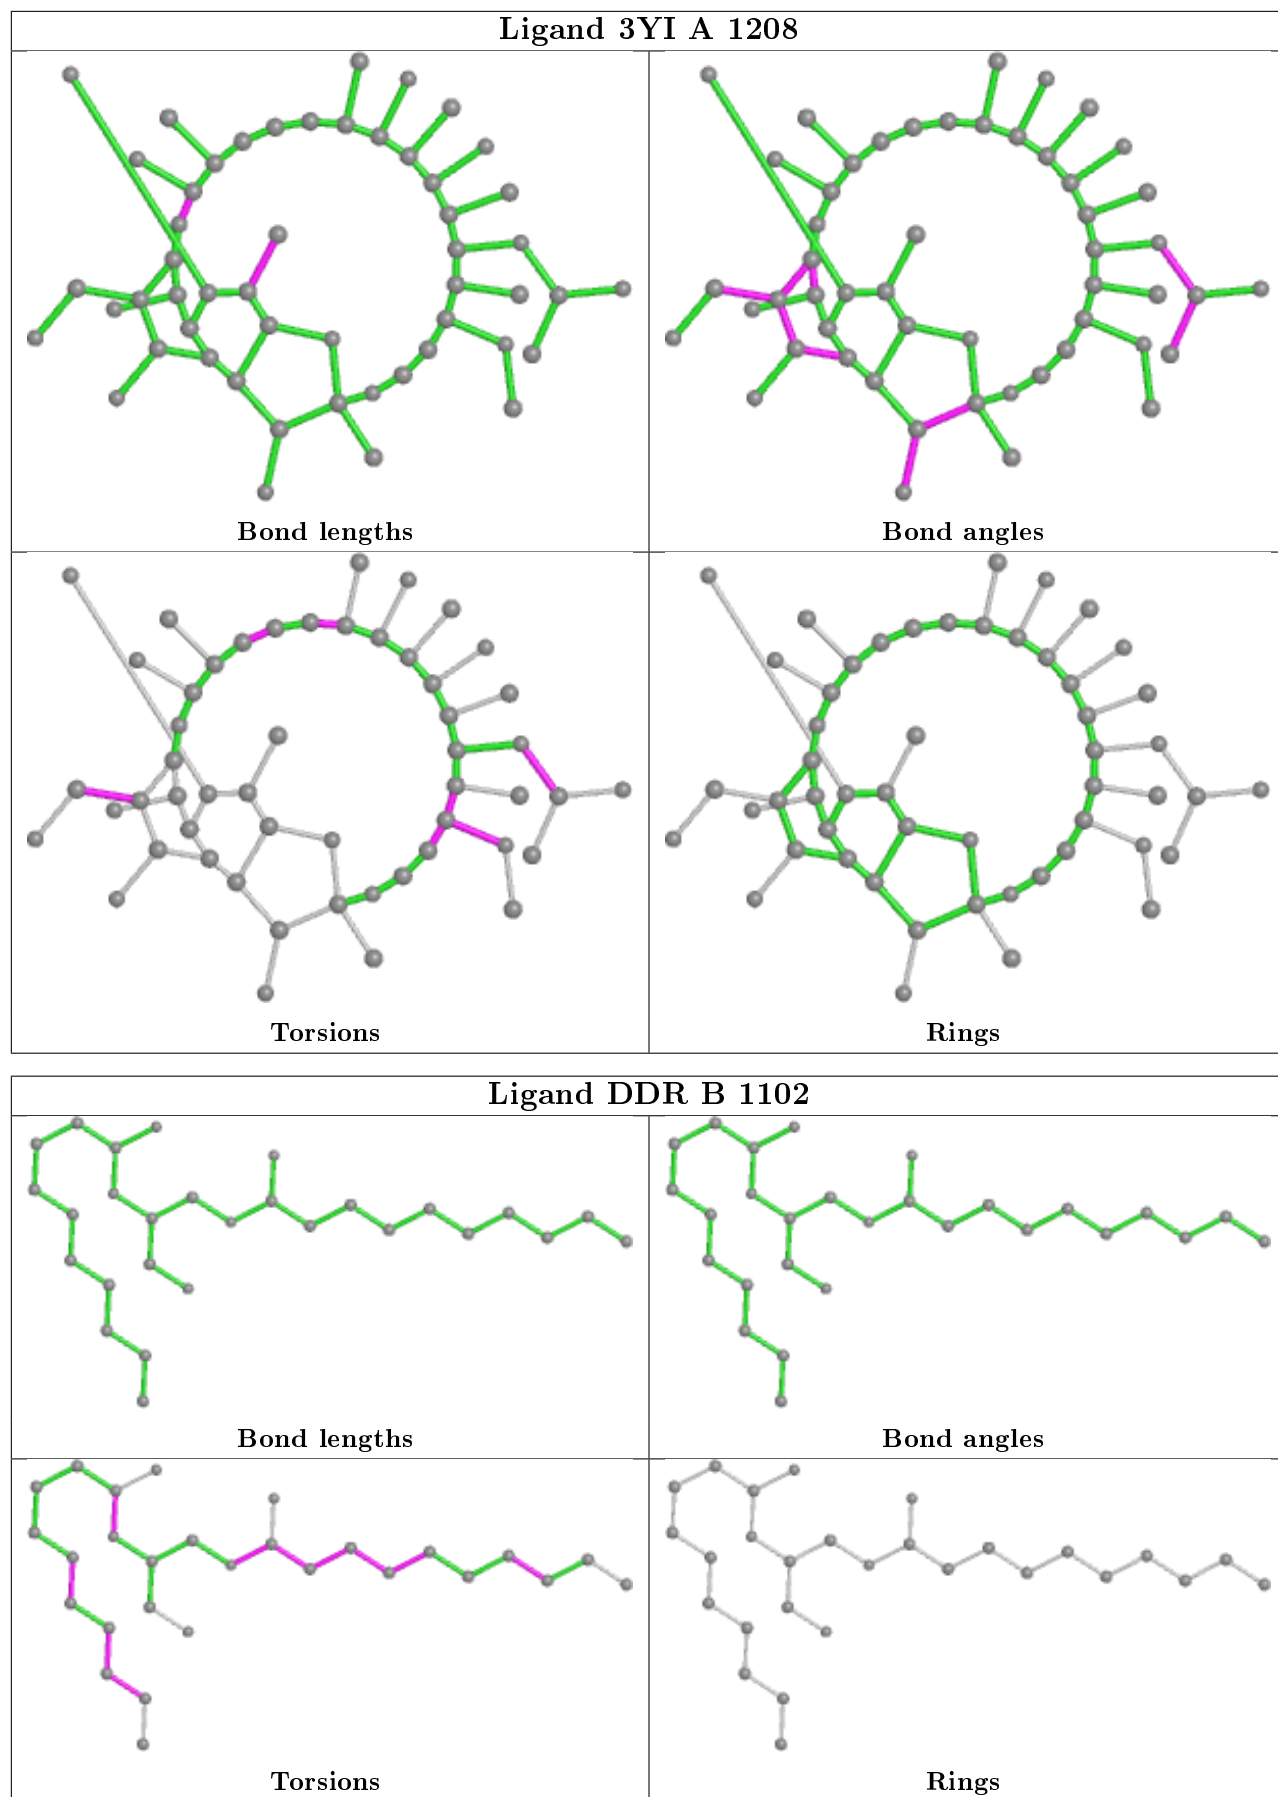 Ligand 3YI A 1208
Bond lengths
Bond angles
Torsions
Rings
Ligand DDR B 1102
Bond lengths
Bond angles
Torsions
Rings